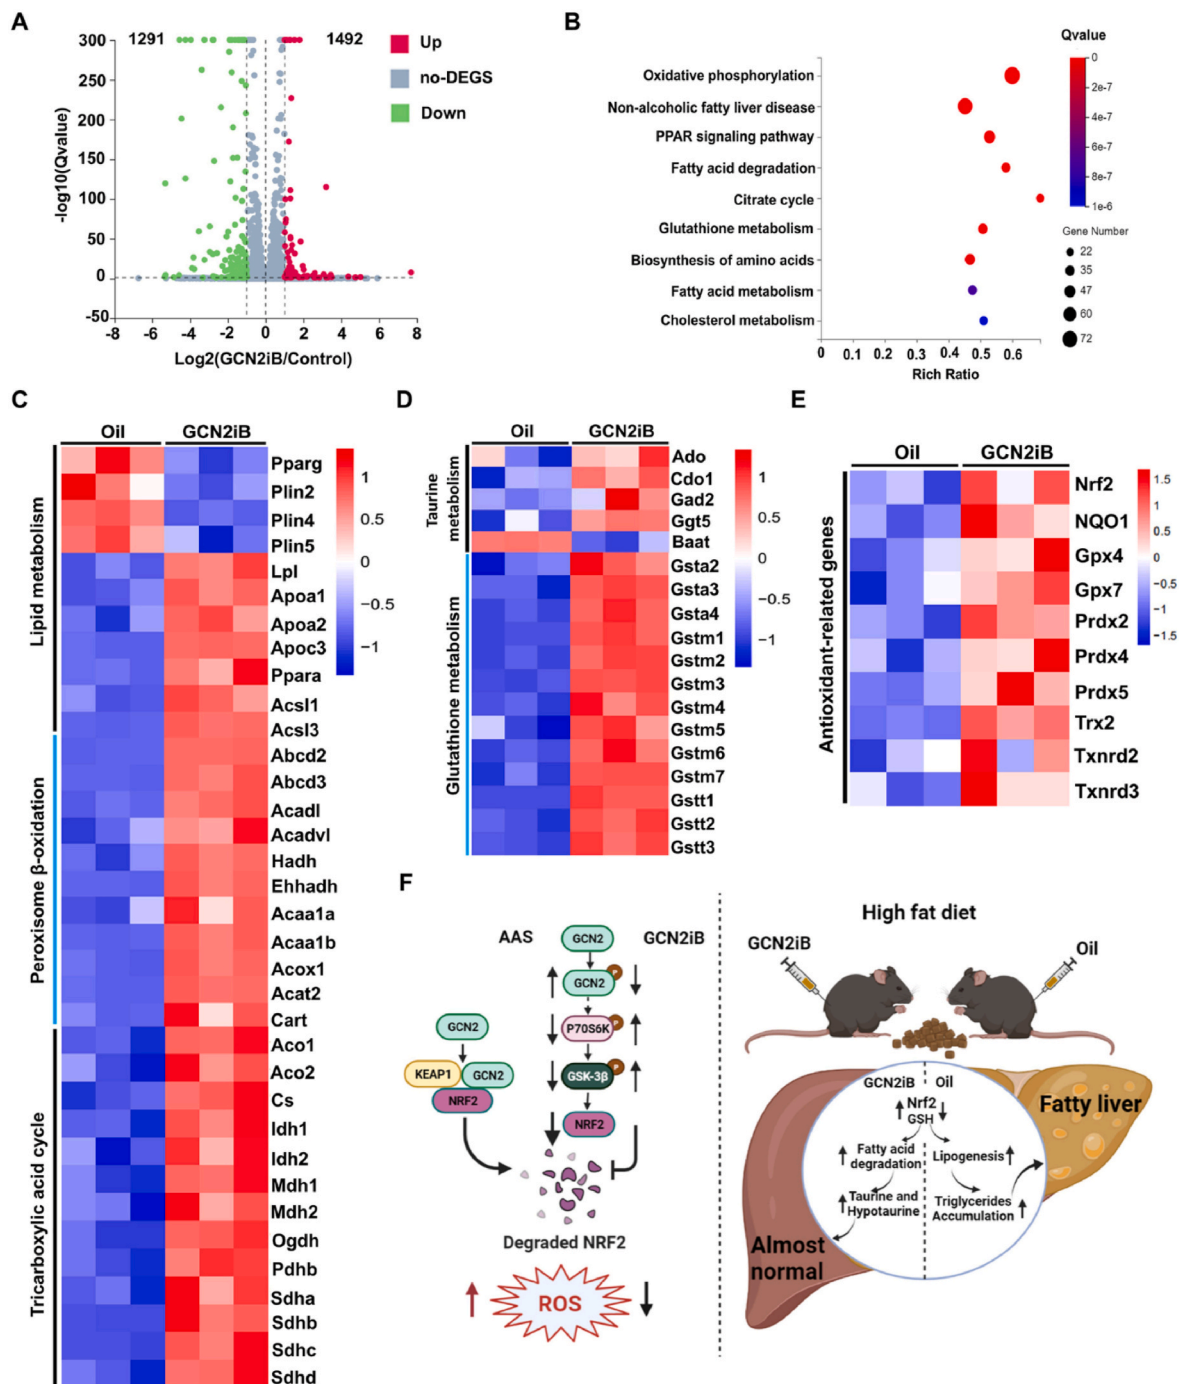 A
1291
1492
300
250
200
150
100
50
0
-50
-log10(Qvalue)
-8
-6
-4
-2
0
2
4
6
8
Log2(GCN2iB/Control)
Up
no-DEGS
Down
B
Oxidative phosphorylation
Non-alcoholic fatty liver disease
PPAR signaling pathway
Fatty acid degradation
Citrate cycle
Glutathione metabolism
Biosynthesis of amino acids
Fatty acid metabolism
Cholesterol metabolism
0
0.1
0.2
0.3
0.4
0.5
0.6
Rich Ratio
Qvalue
0
2e-7
4e-7
6e-7
8e-7
1e-6
Gene Number
22
35
47
60
72
C
Oil
GCN2iB
Lipid metabolism
Peroxisome β-oxidation
Tricarboxylic acid cycle
Pparg
Plin2
Plin4
Plin5
Lpl
Apoa1
Apoa2
Apoc3
Ppara
Acsl1
Acsl3
Abcd2
Abcd3
Acadl
Acadvl
Hadh
Ehhadh
Acaa1a
Acaa1b
Acox1
Acat2
Cart
Aco1
Aco2
Cs
Idh1
Idh2
Mdh1
Mdh2
Ogdh
Pdhb
Sdha
Sdhb
Sdhc
Sdhd
1
0.5
0
−0.5
−1
D
Oil
GCN2iB
Taurine
metabolism
Glutathione metabolism
Ado
Cdo1
Gad2
Ggt5
Baat
Gsta2
Gsta3
Gsta4
Gstm1
Gstm2
Gstm3
Gstm4
Gstm5
Gstm6
Gstm7
Gstt1
Gstt2
Gstt3
1
0.5
0
−0.5
−1
E
Oil
GCN2iB
Antioxidant-related genes
Nrf2
NQO1
Gpx4
Gpx7
Prdx2
Prdx4
Prdx5
Trx2
Txnrd2
Txnrd3
1.5
1
0.5
0
-0.5
-1
-1.5
F
AAS
GCN2
GCN2iB
GCN2
P
P70S6K
P
GSK-3β
P
NRF2
GCN2
KEAP1
GCN2
NRF2
Degraded NRF2
ROS
High fat diet
GCN2iB
Oil
GCN2iB
Oil
Nrf2
GSH
Fatty acid
degradation
Lipogenesis
Taurine and
Hypotaurine
Triglycerides
Accumulation
Fatty liver
Almost
normal